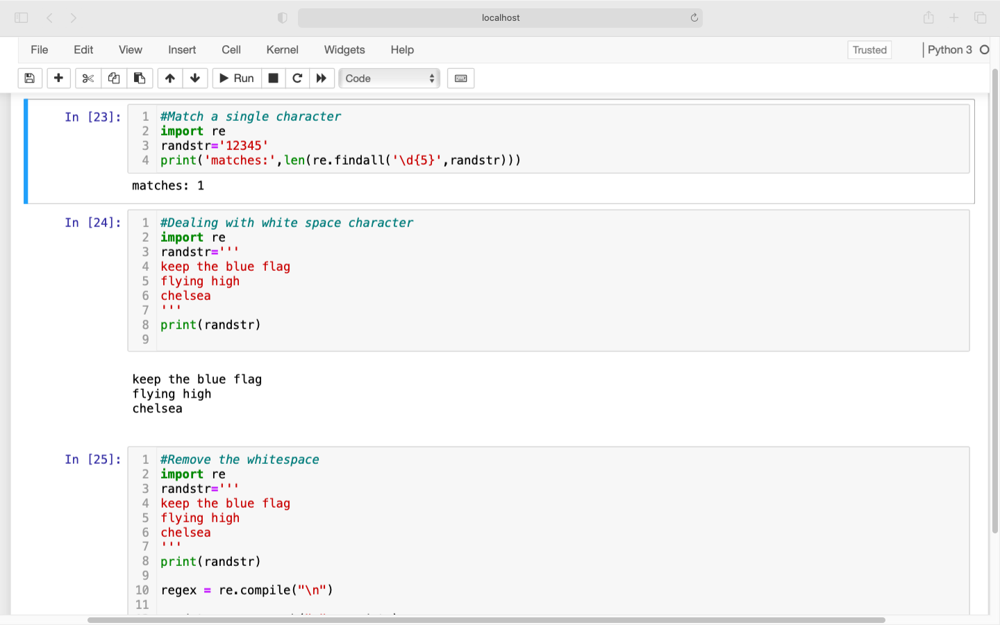 localhost
File Edit View Insert Cell Kernel Widgets Help Trusted Python 3
Run Code
In [23]:
1 #Match a single character
2 import re
3 randstr='12345'
4 print('matches:',len(re.findall('\d{5}',randstr)))
matches: 1
In [24]:
1 #Dealing with white space character
2 import re
3 randstr='''
4 keep the blue flag
5 flying high
6 chelsea
7 '''
8 print(randstr)
9
keep the blue flag
flying high
chelsea
In [25]:
1 #Remove the whitespace
2 import re
3 randstr='''
4 keep the blue flag
5 flying high
6 chelsea
7 '''
8 print(randstr)
9
10 regex = re.compile("\n")
11